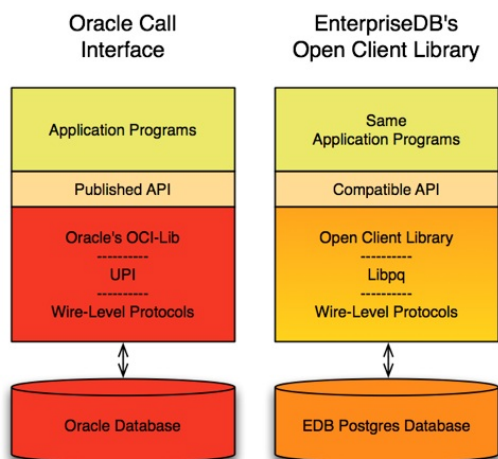 Oracle Call
Interface
Application Programs
Published API
Oracle's OCI-Lib
----------
UPI
----------
Wire-Level Protocols
Oracle Database
EnterpriseDB's
Open Client Library
Same
Application Programs
Compatible API
Open Client Library
----------
Libpq
----------
Wire-Level Protocols
EDB Postgres Database